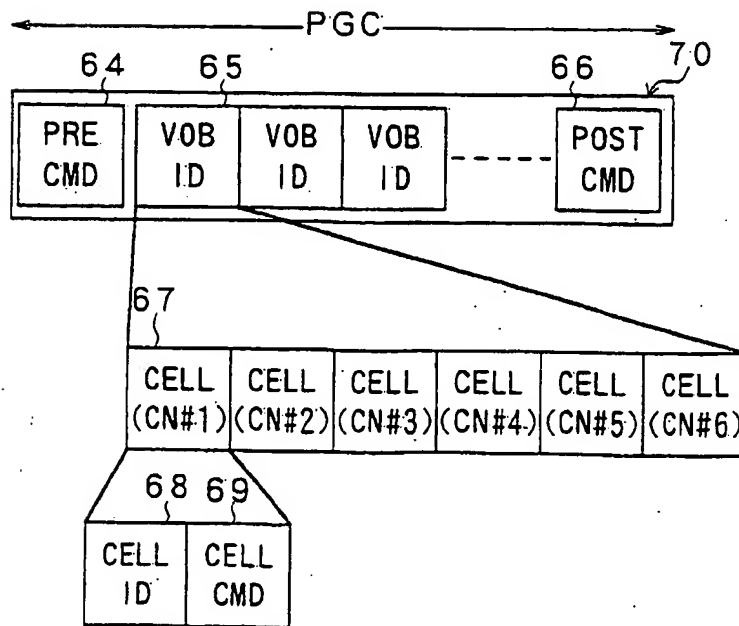 PGC
64 65 66 70
PRE CMD VOB ID VOB ID VOB ID POST CMD
67
CELL (CN#1) CELL (CN#2) CELL (CN#3) CELL (CN#4) CELL (CN#5) CELL (CN#6)
68 69
CELL ID CELL CMD